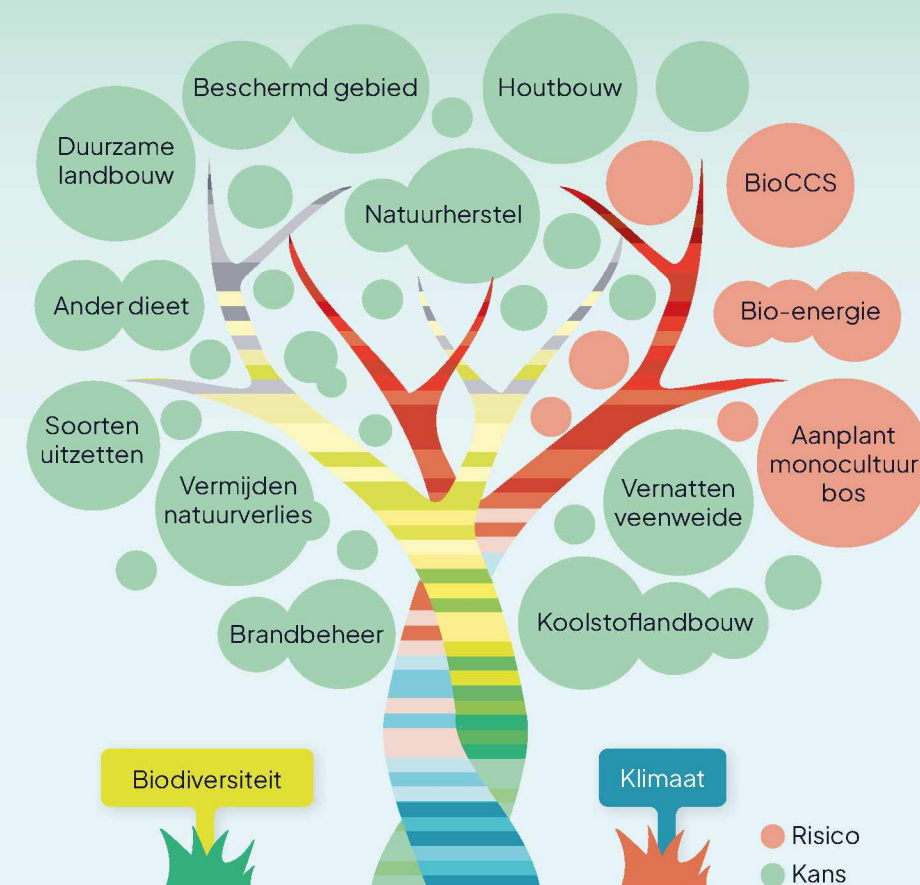 Beschermd gebied
Houtbouw
Duurzame
landbouw
BioCCS
Natuurherstel
Ander dieet
Bio-energie
Soorten
uitzetten
Aanplant
monocultuur
bos
Vermijden
natuurverlies
Vernatten
veenweide
Brandbeheer
Koolstoflandbouw
Biodiversiteit
Klimaat
Risico
Kans